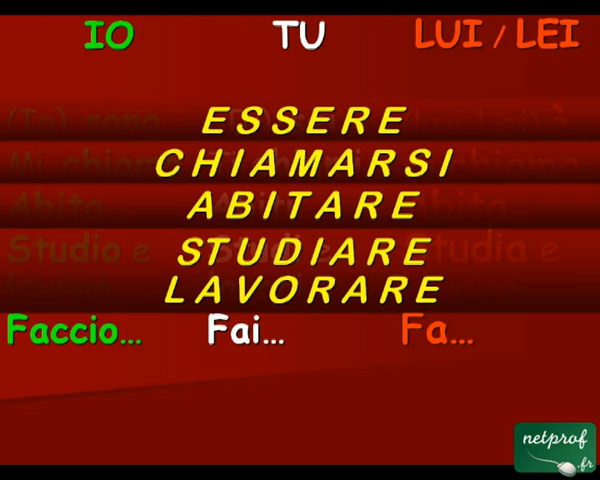 IO TU LUI / LEI
ESSERE
CHIAMARSI
ABITARE
STUDIARE
LAVORARE
Faccio... Fai... Fa...
netprof
.fr